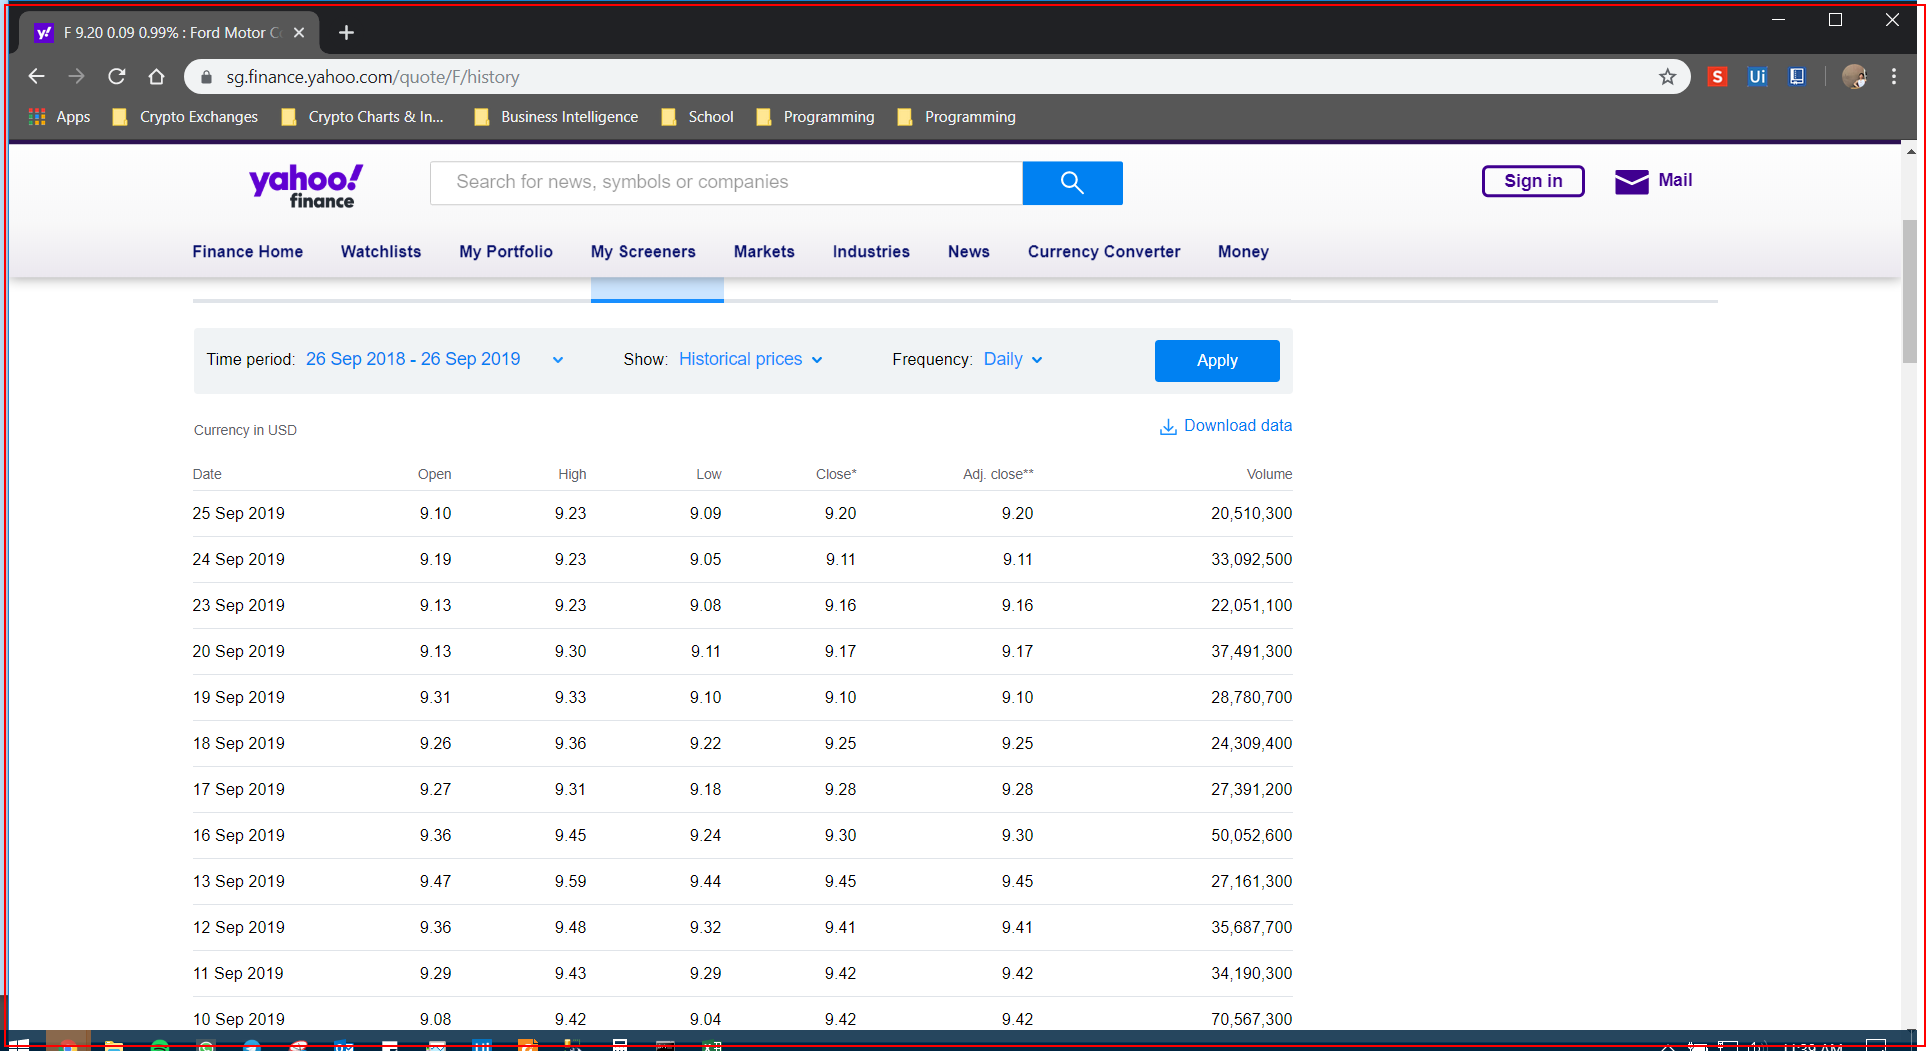 F 9.20 0.09 0.99% : Ford Motor C
sg.finance.yahoo.com/quote/F/history
S Ui
Apps Crypto Exchanges Crypto Charts & In... Business Intelligence School Programming Programming
yahoo! finance
Search for news, symbols or companies
Sign in Mail
Finance Home Watchlists My Portfolio My Screeners Markets Industries News Currency Converter Money
Time period: 26 Sep 2018 - 26 Sep 2019 Show: Historical prices Frequency: Daily Apply
Currency in USD Download data
Date Open High Low Close* Adj. close** Volume
25 Sep 2019 9.10 9.23 9.09 9.20 9.20 20,510,300
24 Sep 2019 9.19 9.23 9.05 9.11 9.11 33,092,500
23 Sep 2019 9.13 9.23 9.08 9.16 9.16 22,051,100
20 Sep 2019 9.13 9.30 9.11 9.17 9.17 37,491,300
19 Sep 2019 9.31 9.33 9.10 9.10 9.10 28,780,700
18 Sep 2019 9.26 9.36 9.22 9.25 9.25 24,309,400
17 Sep 2019 9.27 9.31 9.18 9.28 9.28 27,391,200
16 Sep 2019 9.36 9.45 9.24 9.30 9.30 50,052,600
13 Sep 2019 9.47 9.59 9.44 9.45 9.45 27,161,300
12 Sep 2019 9.36 9.48 9.32 9.41 9.41 35,687,700
11 Sep 2019 9.29 9.43 9.29 9.42 9.42 34,190,300
10 Sep 2019 9.08 9.42 9.04 9.42 9.42 70,567,300
11:39 AM